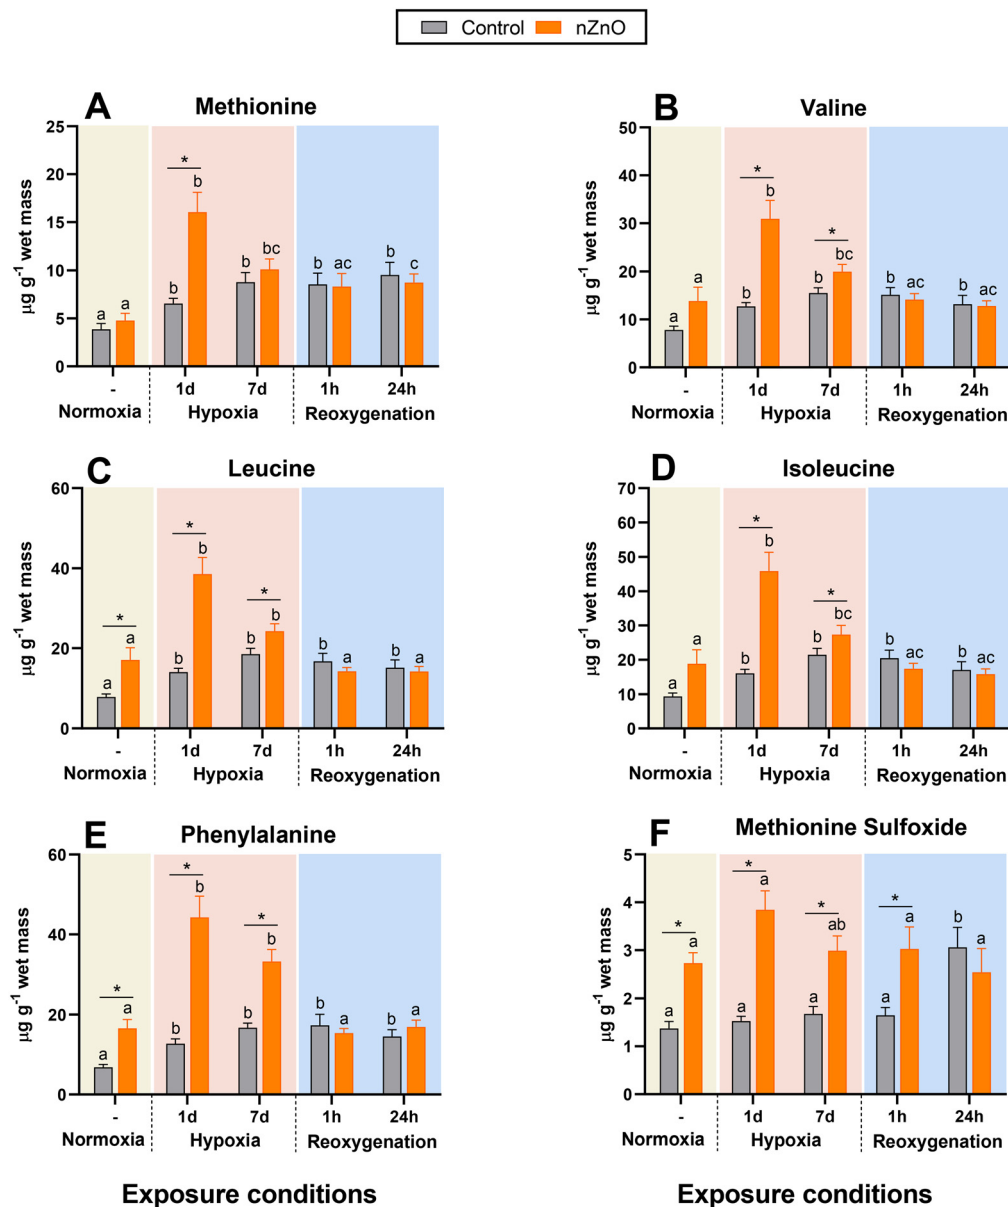 Control nZnO
A Methionine
μg g-1 wet mass
25
20
15
10
5
0
a a
* b b
b bc
b ac
b c
- 1d 7d 1h 24h
Normoxia Hypoxia Reoxygenation
B Valine
μg g-1 wet mass
50
40
30
20
10
0
a a
* b b
* b bc
b ac
b ac
- 1d 7d 1h 24h
Normoxia Hypoxia Reoxygenation
C Leucine
μg g-1 wet mass
60
40
20
0
* a a
* b b
* b b
b a
b a
- 1d 7d 1h 24h
Normoxia Hypoxia Reoxygenation
D Isoleucine
μg g-1 wet mass
70
60
50
40
30
20
10
0
a a
* b b
* b bc
b ac
b ac
- 1d 7d 1h 24h
Normoxia Hypoxia Reoxygenation
E Phenylalanine
μg g-1 wet mass
60
40
20
0
* a a
* b b
* b b
b a
b a
- 1d 7d 1h 24h
Normoxia Hypoxia Reoxygenation
Exposure conditions
F Methionine Sulfoxide
μg g-1 wet mass
5
4
3
2
1
0
* a a
* a a
* a ab
* a a
b a
- 1d 7d 1h 24h
Normoxia Hypoxia Reoxygenation
Exposure conditions